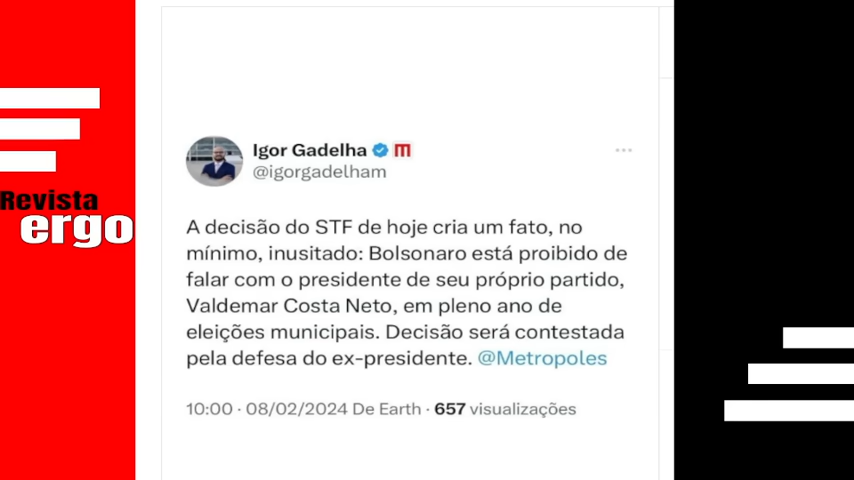 Revista
ergo
Igor Gadelha
@igorgadelham
A decisão do STF de hoje cria um fato, no
mínimo, inusitado: Bolsonaro está proibido de
falar com o presidente de seu próprio partido,
Valdemar Costa Neto, em pleno ano de
eleições municipais. Decisão será contestada
pela defesa do ex-presidente. @Metropoles
10:00 · 08/02/2024 De Earth · 657 visualizações